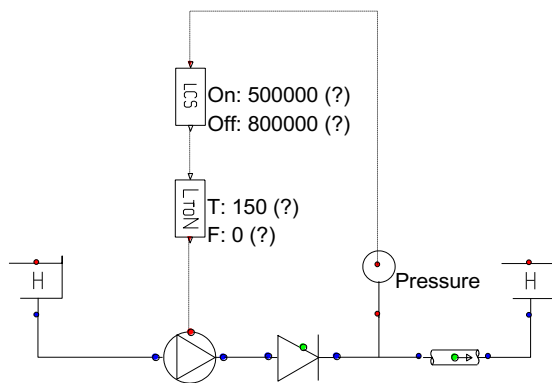 LCS
On: 500000 (?)
Off: 800000 (?)
LToN
T: 150 (?)
F: 0 (?)
H
Pressure
H